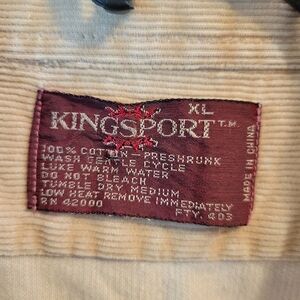 XL
KINGSPORT T.M.
100% COTTON - PRESHRUNK
WASH GENTLE CYCLE
LUKE WARM WATER
DO NOT BLEACH
TUMBLE DRY MEDIUM
LOW HEAT REMOVE IMMEDIATELY
RN 42000
FTY. 403
MADE IN CHINA